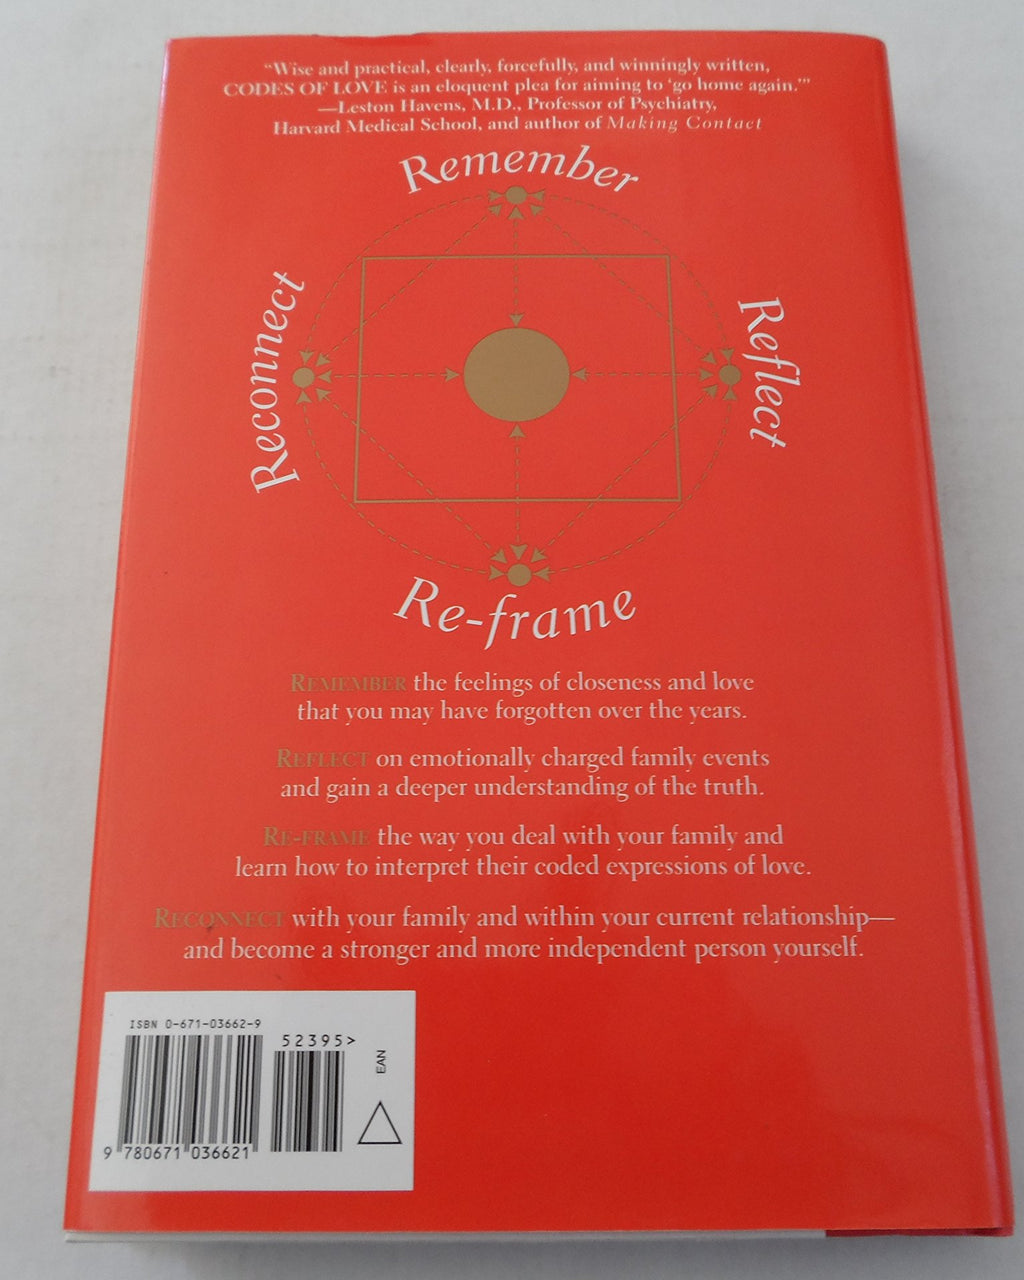 “Wise and practical, clearly, forcefully, and winningly written,
CODES OF LOVE is an eloquent plea for aiming to ‘go home again.’”
—Leston Havens, M.D., Professor of Psychiatry,
Harvard Medical School, and author of Making Contact
Remember
Reconnect
Reflect
Re-frame
REMEMBER the feelings of closeness and love
that you may have forgotten over the years.
REFLECT on emotionally charged family events
and gain a deeper understanding of the truth.
RE-FRAME the way you deal with your family and
learn how to interpret their coded expressions of love.
RECONNECT with your family and within your current relationship—
and become a stronger and more independent person yourself.
ISBN 0-671-03662-9
52395>
EAN
9 780671 036621